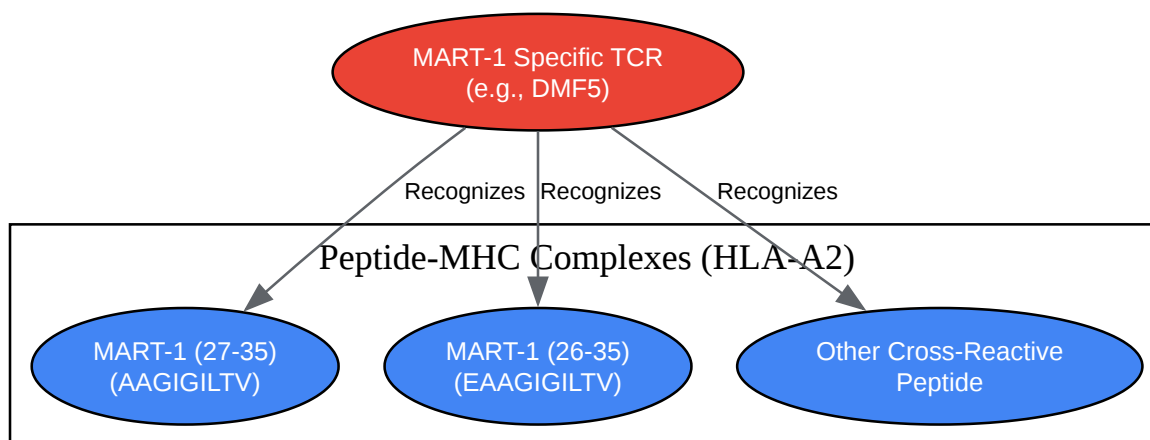 MART-1 Specific TCR
(e.g., DMF5)
Recognizes
Recognizes
Recognizes
Peptide-MHC Complexes (HLA-A2)
MART-1 (27-35)
(AAGIGILTV)
MART-1 (26-35)
(EAAGIGILTV)
Other Cross-Reactive
Peptide